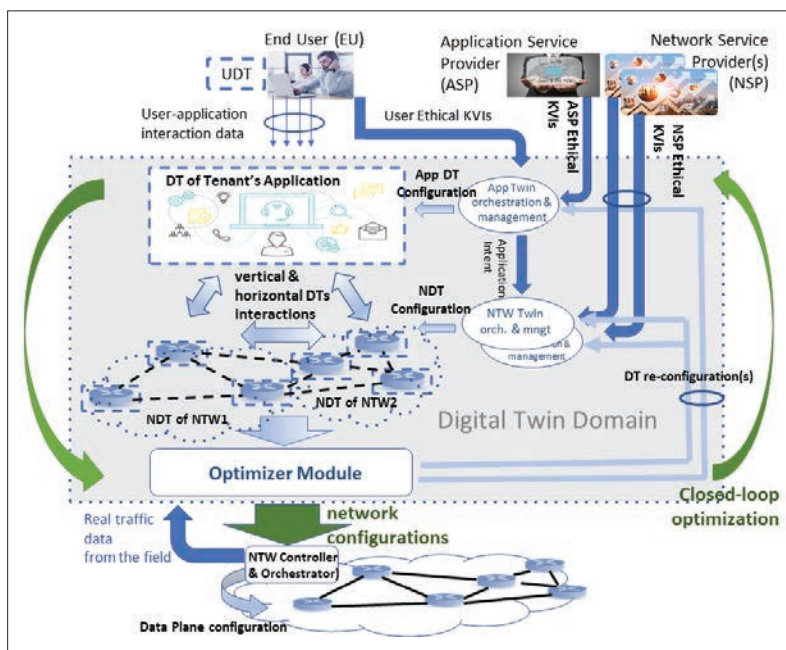 End User (EU)
UDT
Application Service
Provider
(ASP)
Network Service
Provider(s)
(NSP)
User-application
interaction data
User Ethical KVIs
ASP Ethical
KVIs
NSP Ethical
KVIs
DT of Tenant's Application
App DT
Configuration
App Twin
orchestration &
management
Application
Intent
vertical &
horizontal DTs
interactions
NDT
Configuration
NTW Twin
orch. & mngt
management
DT re-configuration(s)
NDT of NTW1
NDT of NTW2
Digital Twin Domain
Optimizer Module
Closed-loop
optimization
Real traffic
data
from the field
network
configurations
NTW Controller
& Orchestrator)
Data Plane configuration